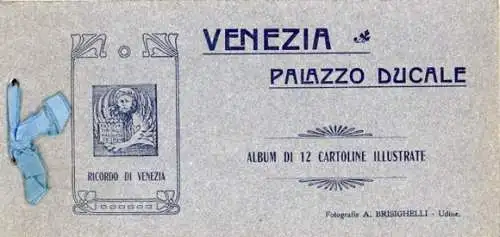 VENEZIA
PALAZZO DUCALE
RICORDO DI VENEZIA
ALBUM DI 12 CARTOLINE ILLUSTRATE
Fotografie A. BRISIGHELLI - Udine.